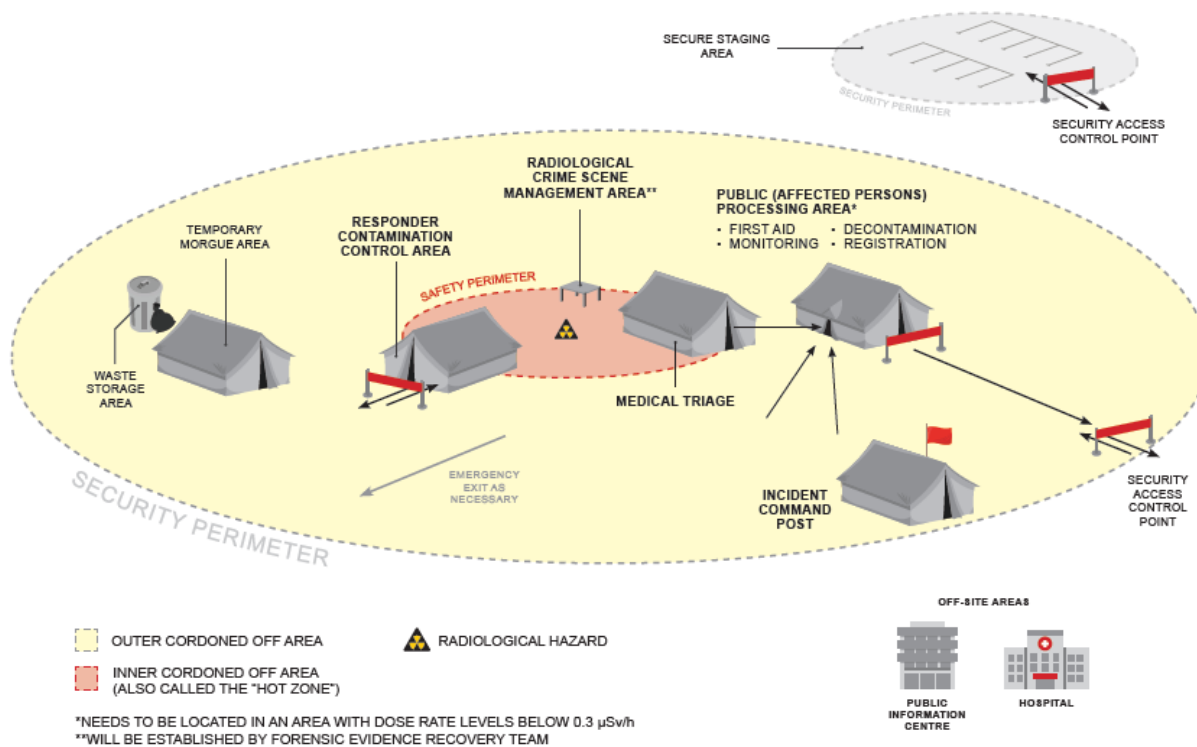 SECURE STAGING
AREA
SECURITY PERIMETER
SECURITY ACCESS
CONTROL POINT
RADIOLOGICAL
CRIME SCENE
MANAGEMENT AREA**
PUBLIC (AFFECTED PERSONS)
PROCESSING AREA*
• FIRST AID • DECONTAMINATION
• MONITORING • REGISTRATION
TEMPORARY
MORGUE AREA
RESPONDER
CONTAMINATION
CONTROL AREA
SAFETY PERIMETER
WASTE
STORAGE
AREA
MEDICAL TRIAGE
EMERGENCY
EXIT AS
NECESSARY
INCIDENT
COMMAND
POST
SECURITY
ACCESS
CONTROL
POINT
SECURITY PERIMETER
OFF-SITE AREAS
OUTER CORDONED OFF AREA
RADIOLOGICAL HAZARD
INNER CORDONED OFF AREA
(ALSO CALLED THE "HOT ZONE")
PUBLIC
INFORMATION
CENTRE
HOSPITAL
*NEEDS TO BE LOCATED IN AN AREA WITH DOSE RATE LEVELS BELOW 0.3 µSv/h
**WILL BE ESTABLISHED BY FORENSIC EVIDENCE RECOVERY TEAM